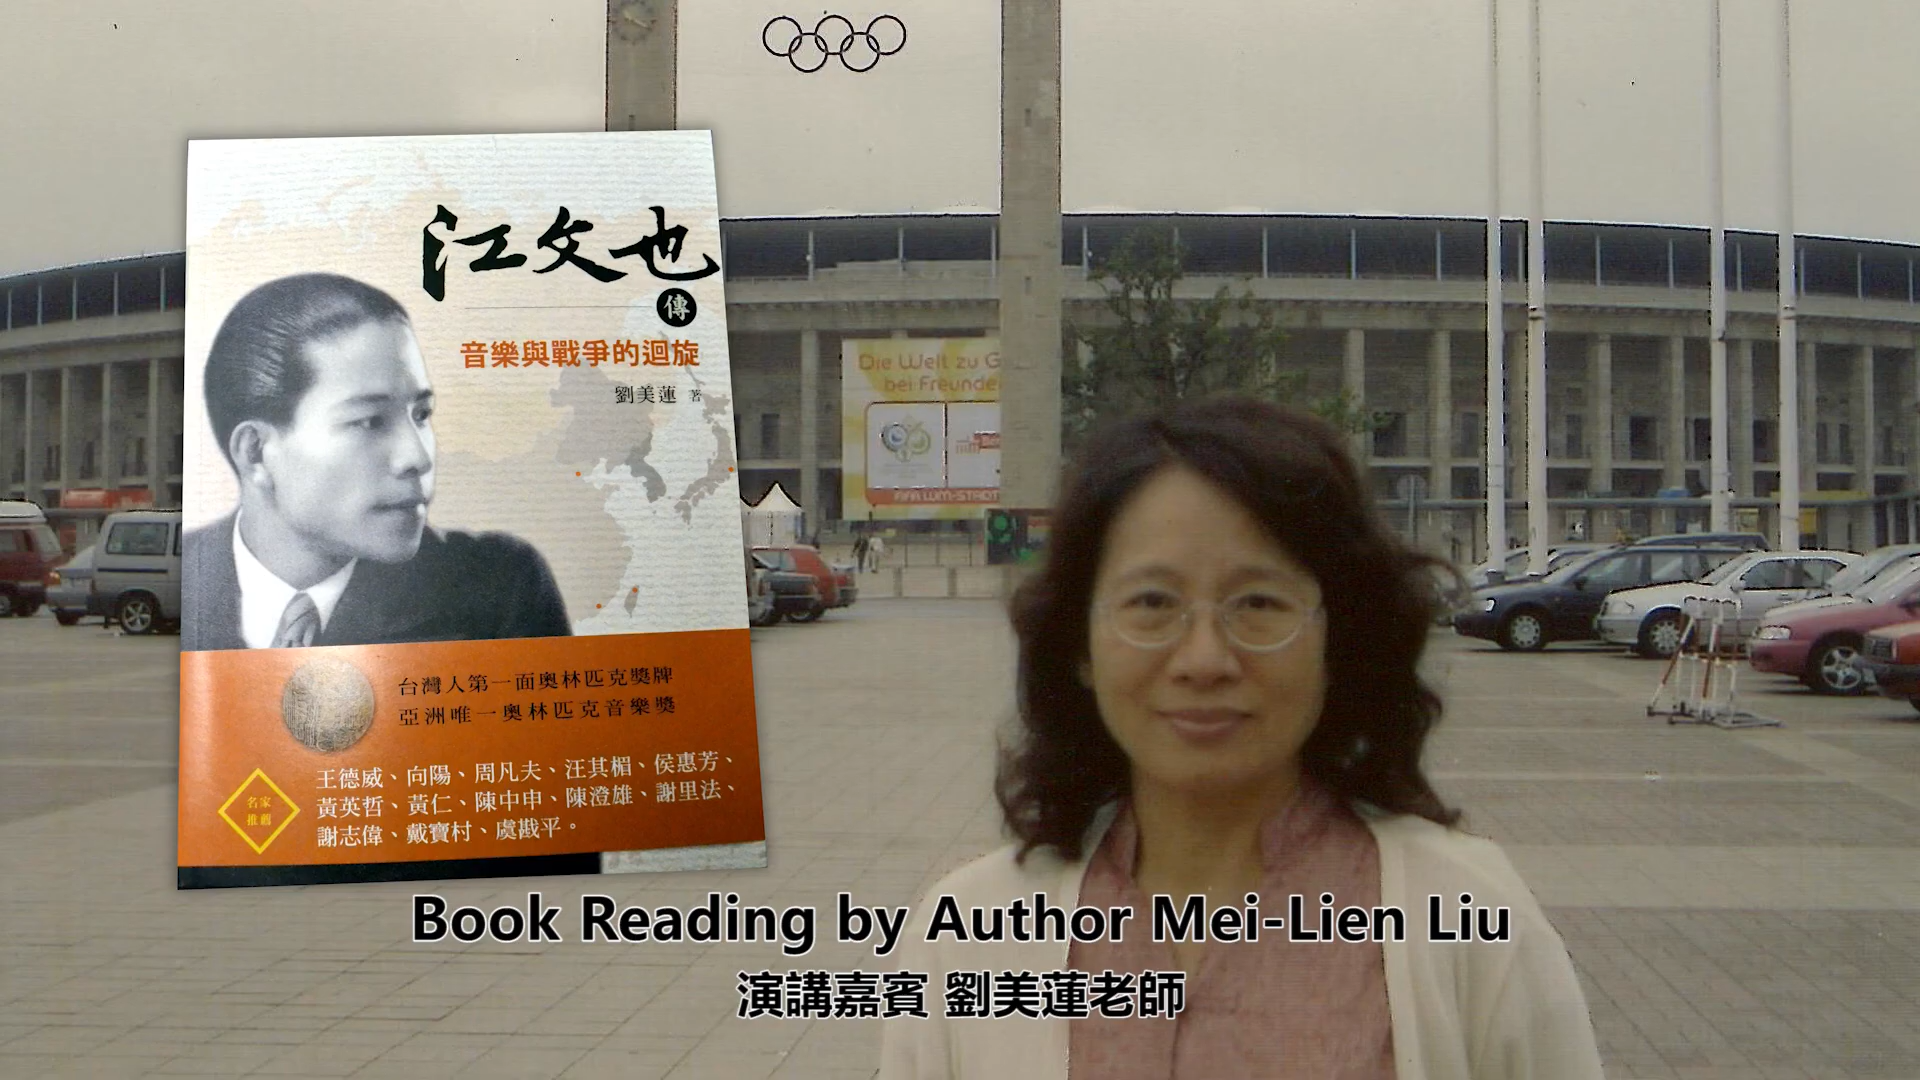 江文也
傳
音樂與戰爭的迴旋
劉美蓮 著
台灣人第一面奧林匹克獎牌
亞洲唯一奧林匹克音樂獎
名家
推薦
王德威、向陽、周凡夫、汪其楣、侯惠芳、
黃英哲、黃仁、陳中申、陳澄雄、謝里法、
謝志偉、戴寶村、虞戡平。
Die Welt zu G
bei Freunde
FIFA WM-STADT
Book Reading by Author Mei-Lien Liu
演講嘉賓 劉美蓮老師